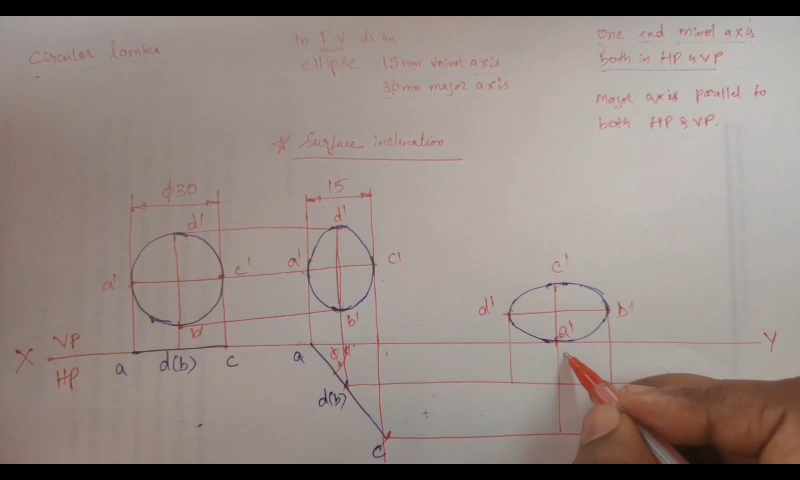 Circular lamina
In FV is an
ellipse 15mm minor axis
30mm major axis
One end minor axis
both in HP & VP
Major axis parallel to
both HP & VP.
* Surface inclination
ϕ30
15
d'
d'
a'
c'
a'
c'
b'
b'
c'
d'
b'
a'
X
VP
HP
Y
a
d(b)
c
a
d(b)
c